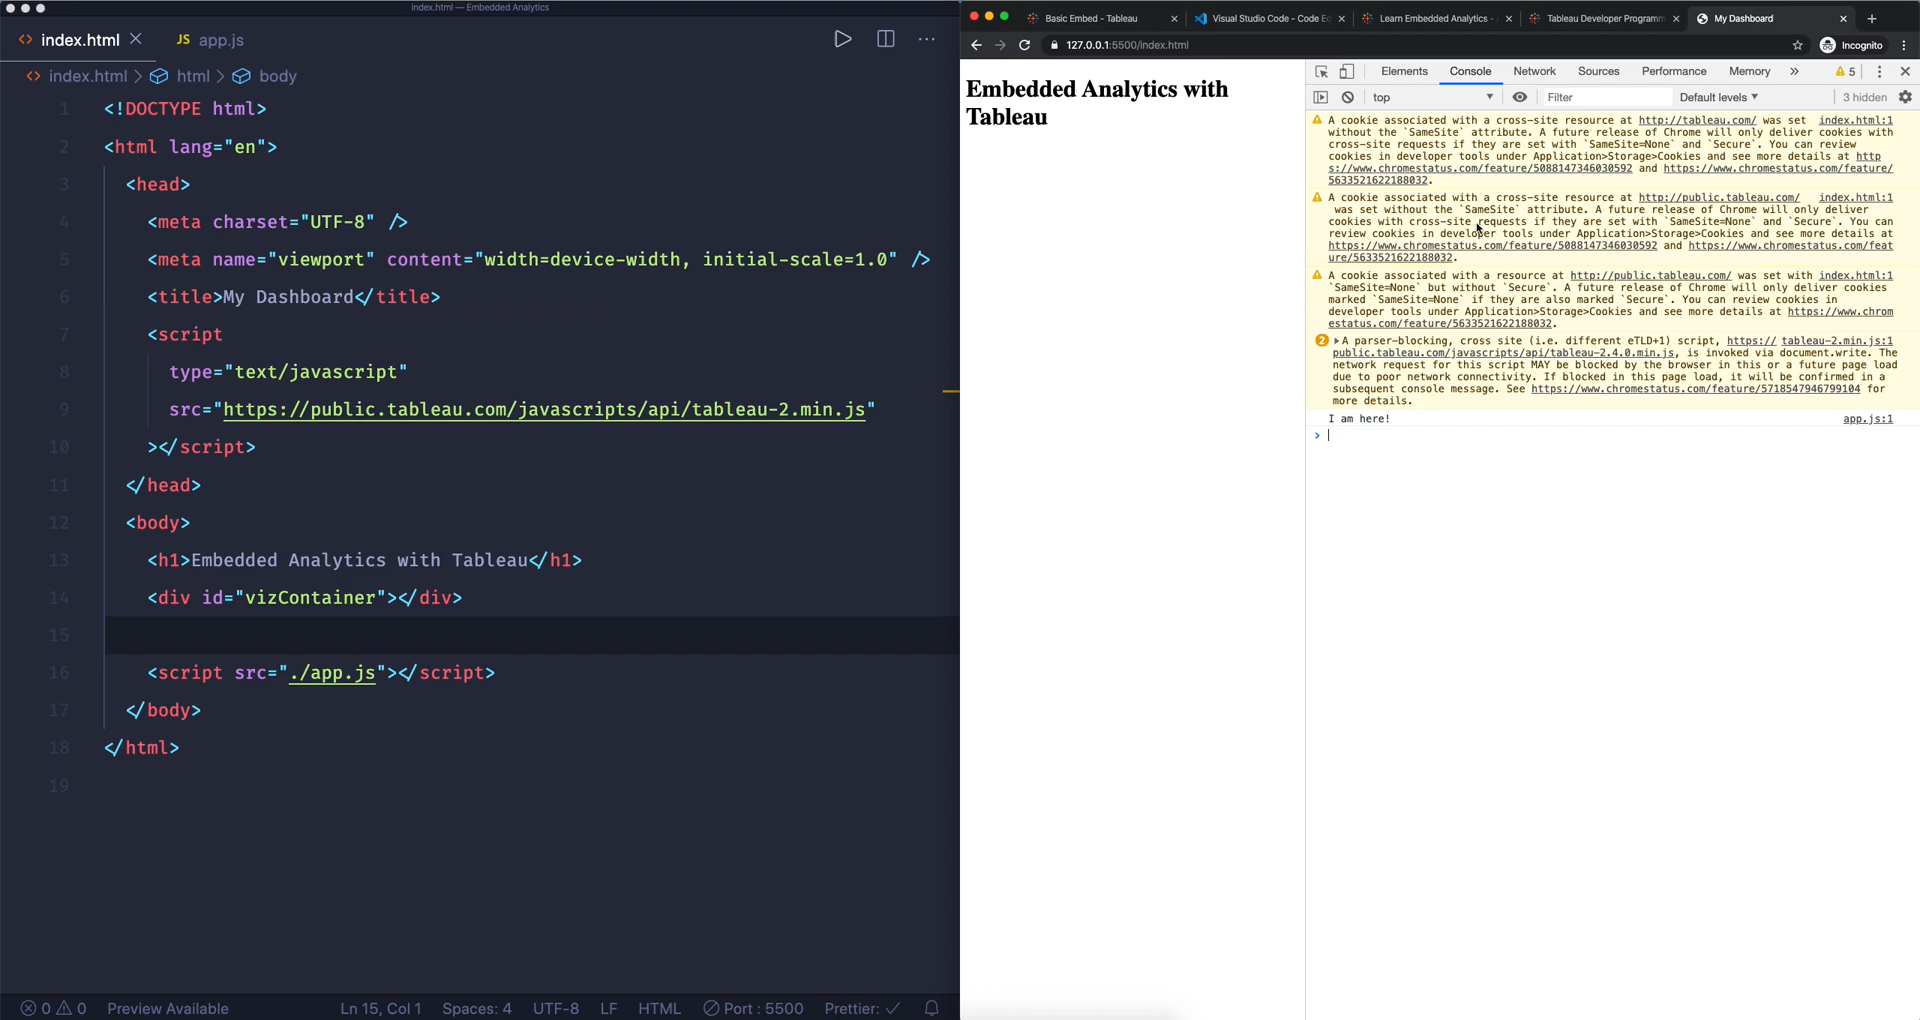 index.html — Embedded Analytics
index.html
JS app.js
index.html > html > body
1 <!DOCTYPE html>
2 <html lang="en">
3 <head>
4 <meta charset="UTF-8" />
5 <meta name="viewport" content="width=device-width, initial-scale=1.0" />
6 <title>My Dashboard</title>
7 <script
8 type="text/javascript"
9 src="https://public.tableau.com/javascripts/api/tableau-2.min.js"
10 ></script>
11 </head>
12 <body>
13 <h1>Embedded Analytics with Tableau</h1>
14 <div id="vizContainer"></div>
15
16 <script src="./app.js"></script>
17 </body>
18 </html>
19
0 0 Preview Available Ln 15, Col 1 Spaces: 4 UTF-8 LF HTML Port : 5500 Prettier: ✓
Basic Embed - Tableau
Visual Studio Code - Code Ed
Learn Embedded Analytics -
Tableau Developer Programm
My Dashboard
127.0.0.1:5500/index.html
Incognito
Embedded Analytics with
Tableau
Elements Console Network Sources Performance Memory » 5
top Filter Default levels ▼ 3 hidden
A cookie associated with a cross-site resource at http://tableau.com/ was set index.html:1
without the `SameSite` attribute. A future release of Chrome will only deliver cookies with
cross-site requests if they are set with `SameSite=None` and `Secure`. You can review
cookies in developer tools under Application>Storage>Cookies and see more details at http
s://www.chromestatus.com/feature/5088147346030592 and https://www.chromestatus.com/feature/
5633521622188032.
A cookie associated with a cross-site resource at http://public.tableau.com/ index.html:1
was set without the `SameSite` attribute. A future release of Chrome will only deliver
cookies with cross-site requests if they are set with `SameSite=None` and `Secure`. You can
review cookies in developer tools under Application>Storage>Cookies and see more details at
https://www.chromestatus.com/feature/5088147346030592 and https://www.chromestatus.com/feat
ure/5633521622188032.
A cookie associated with a resource at http://public.tableau.com/ was set with index.html:1
`SameSite=None` but without `Secure`. A future release of Chrome will only deliver cookies
marked `SameSite=None` if they are also marked `Secure`. You can review cookies in
developer tools under Application>Storage>Cookies and see more details at https://www.chrom
estatus.com/feature/5633521622188032.
2 ▶A parser-blocking, cross site (i.e. different eTLD+1) script, https:// tableau-2.min.js:1
public.tableau.com/javascripts/api/tableau-2.4.0.min.js, is invoked via document.write. The
network request for this script MAY be blocked by the browser in this or a future page load
due to poor network connectivity. If blocked in this page load, it will be confirmed in a
subsequent console message. See https://www.chromestatus.com/feature/5718547946799104 for
more details.
I am here! app.js:1
>